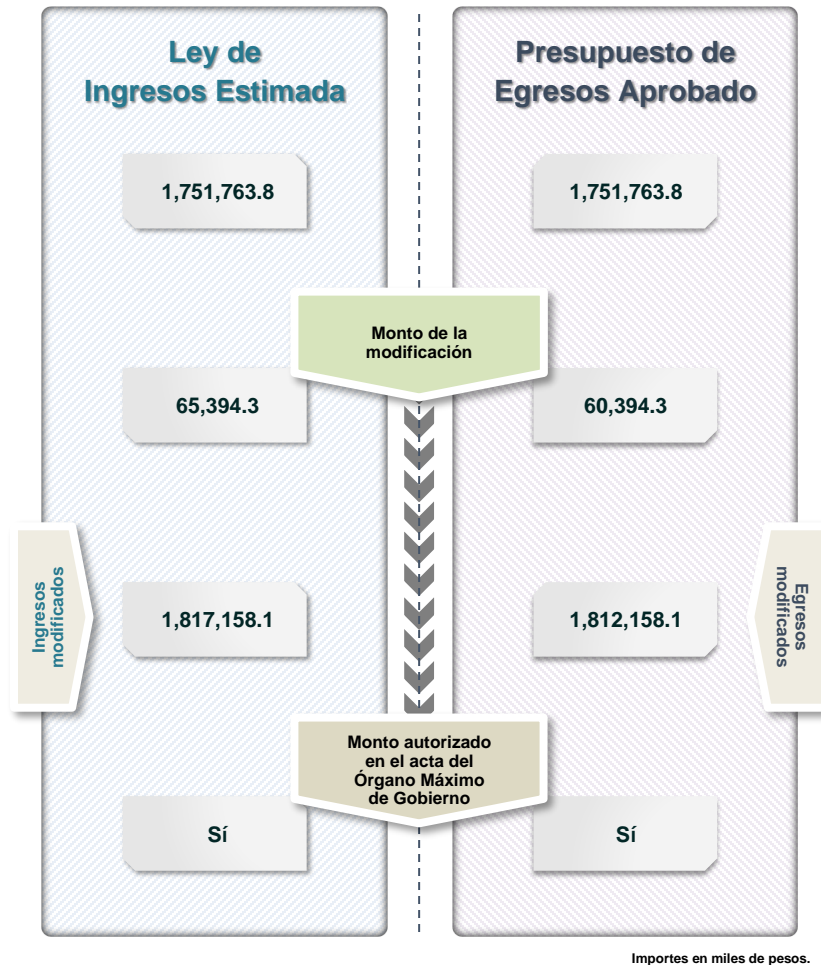 Ley de
Ingresos Estimada
Presupuesto de
Egresos Aprobado
1,751,763.8
1,751,763.8
Monto de la
modificación
65,394.3
60,394.3
Ingresos
modificados
1,817,158.1
1,812,158.1
Egresos
modificados
Monto autorizado
en el acta del
Órgano Máximo
de Gobierno
Sí
Sí
Importes en miles de pesos.